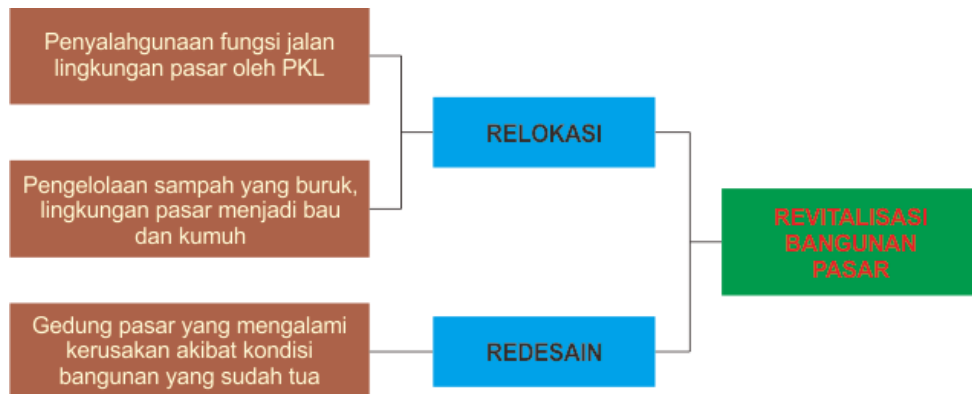 Penyalahgunaan fungsi jalan
lingkungan pasar oleh PKL
RELOKASI
Pengelolaan sampah yang buruk,
lingkungan pasar menjadi bau
dan kumuh
REVITALISASI
BANGUNAN
PASAR
Gedung pasar yang mengalami
kerusakan akibat kondisi
bangunan yang sudah tua
REDESAIN